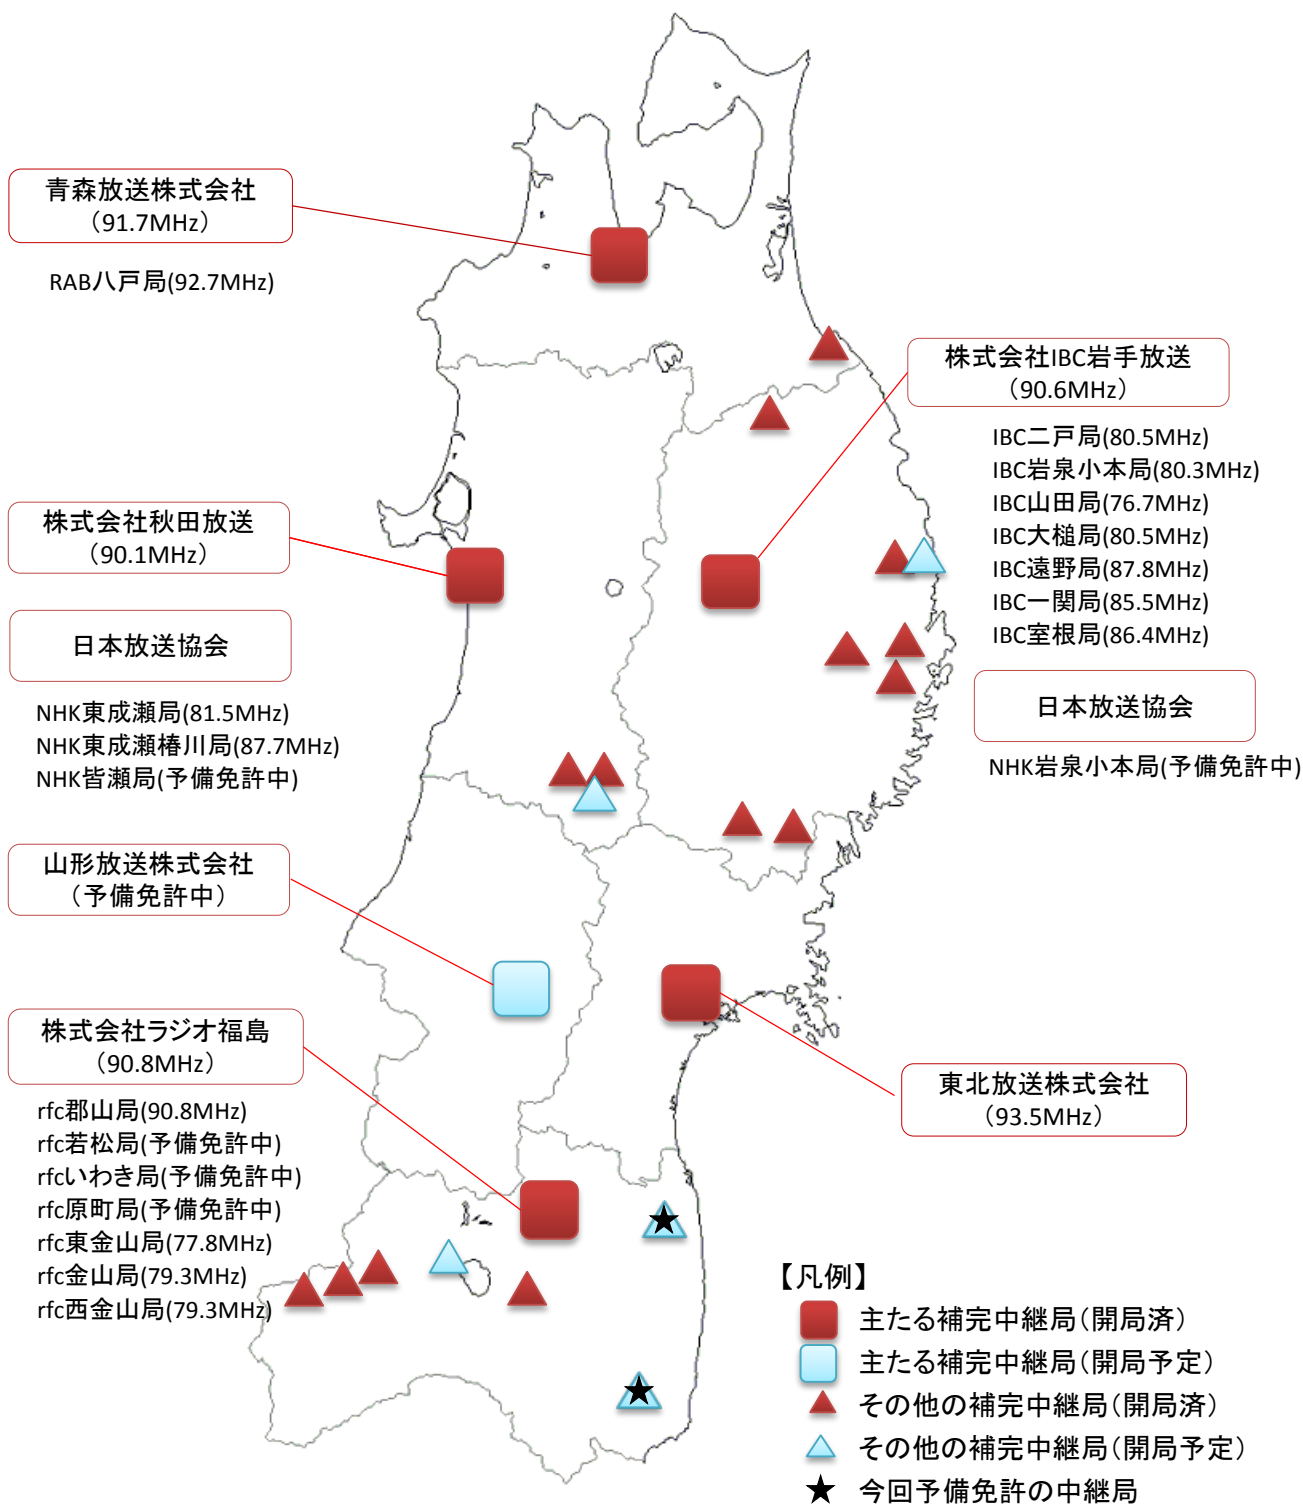 青森放送株式会社
（91.7MHz）
RAB八戸局(92.7MHz)
株式会社IBC岩手放送
（90.6MHz）
IBC二戸局(80.5MHz)
IBC岩泉小本局(80.3MHz)
IBC山田局(76.7MHz)
IBC大槌局(80.5MHz)
IBC遠野局(87.8MHz)
IBC一関局(85.5MHz)
IBC室根局(86.4MHz)
株式会社秋田放送
（90.1MHz）
日本放送協会
NHK東成瀬局(81.5MHz)
NHK東成瀬椿川局(87.7MHz)
NHK皆瀬局(予備免許中)
日本放送協会
NHK岩泉小本局(予備免許中)
山形放送株式会社
（予備免許中）
株式会社ラジオ福島
（90.8MHz）
rfc郡山局(90.8MHz)
rfc若松局(予備免許中)
rfcいわき局(予備免許中)
rfc原町局(予備免許中)
rfc東金山局(77.8MHz)
rfc金山局(79.3MHz)
rfc西金山局(79.3MHz)
東北放送株式会社
（93.5MHz）
【凡例】
主たる補完中継局（開局済）
主たる補完中継局（開局予定）
その他の補完中継局（開局済）
その他の補完中継局（開局予定）
今回予備免許の中継局